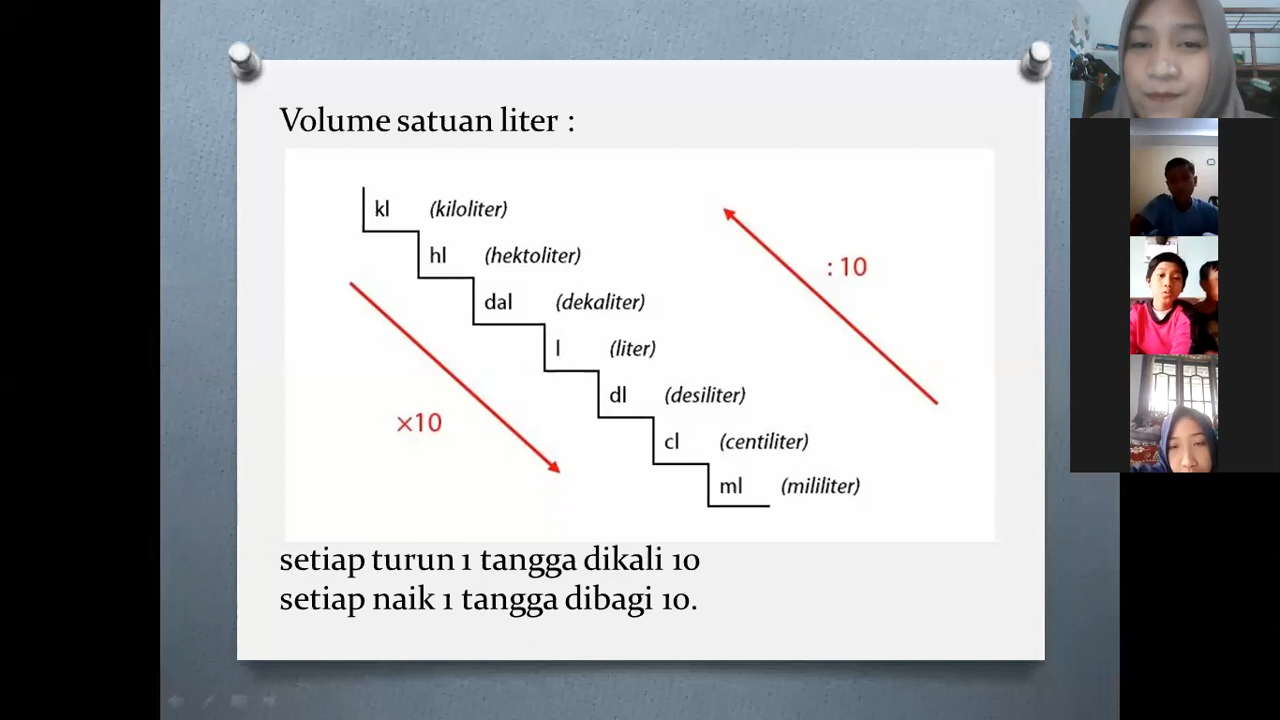 Volume satuan liter :
kl (kiloliter)
hl (hektoliter)
dal (dekaliter)
l (liter)
dl (desiliter)
cl (centiliter)
ml (mililiter)
×10
: 10
setiap turun 1 tangga dikali 10
setiap naik 1 tangga dibagi 10.